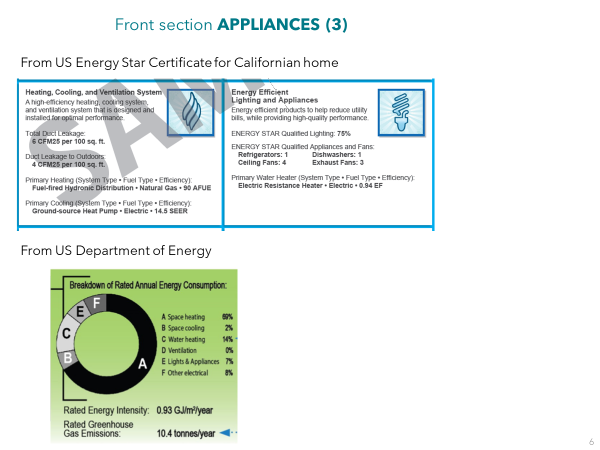 Front section APPLIANCES (3)
From US Energy Star Certificate for Californian home
SAM
Heating, Cooling, and Ventilation System
A high-efficiency heating, cooling system,
and ventilation system that is designed and
installed for optimal performance.
Total Duct Leakage:
6 CFM25 per 100 sq. ft.
Duct Leakage to Outdoors:
4 CFM25 per 100 sq. ft.
Primary Heating (System Type • Fuel Type • Efficiency):
Fuel-fired Hydronic Distribution • Natural Gas • 90 AFUE
Primary Cooling (System Type • Fuel Type • Efficiency):
Ground-source Heat Pump • Electric • 14.5 SEER
Energy Efficient
Lighting and Appliances
Energy efficient products to help reduce utility
bills, while providing high-quality performance.
ENERGY STAR Qualified Lighting: 75%
ENERGY STAR Qualified Appliances and Fans:
Refrigerators: 1 Dishwashers: 1
Ceiling Fans: 4 Exhaust Fans: 3
Primary Water Heater (System Type • Fuel Type • Efficiency):
Electric Resistance Heater • Electric • 0.94 EF
From US Department of Energy
Breakdown of Rated Annual Energy Consumption:
F
E
C
B
A
A Space heating 69%
B Space cooling 2%
C Water heating 14%
D Ventilation 0%
E Lights & Appliances 7%
F Other electrical 8%
Rated Energy Intensity: 0.93 GJ/m²/year
Rated Greenhouse
Gas Emissions: 10.4 tonnes/year
6